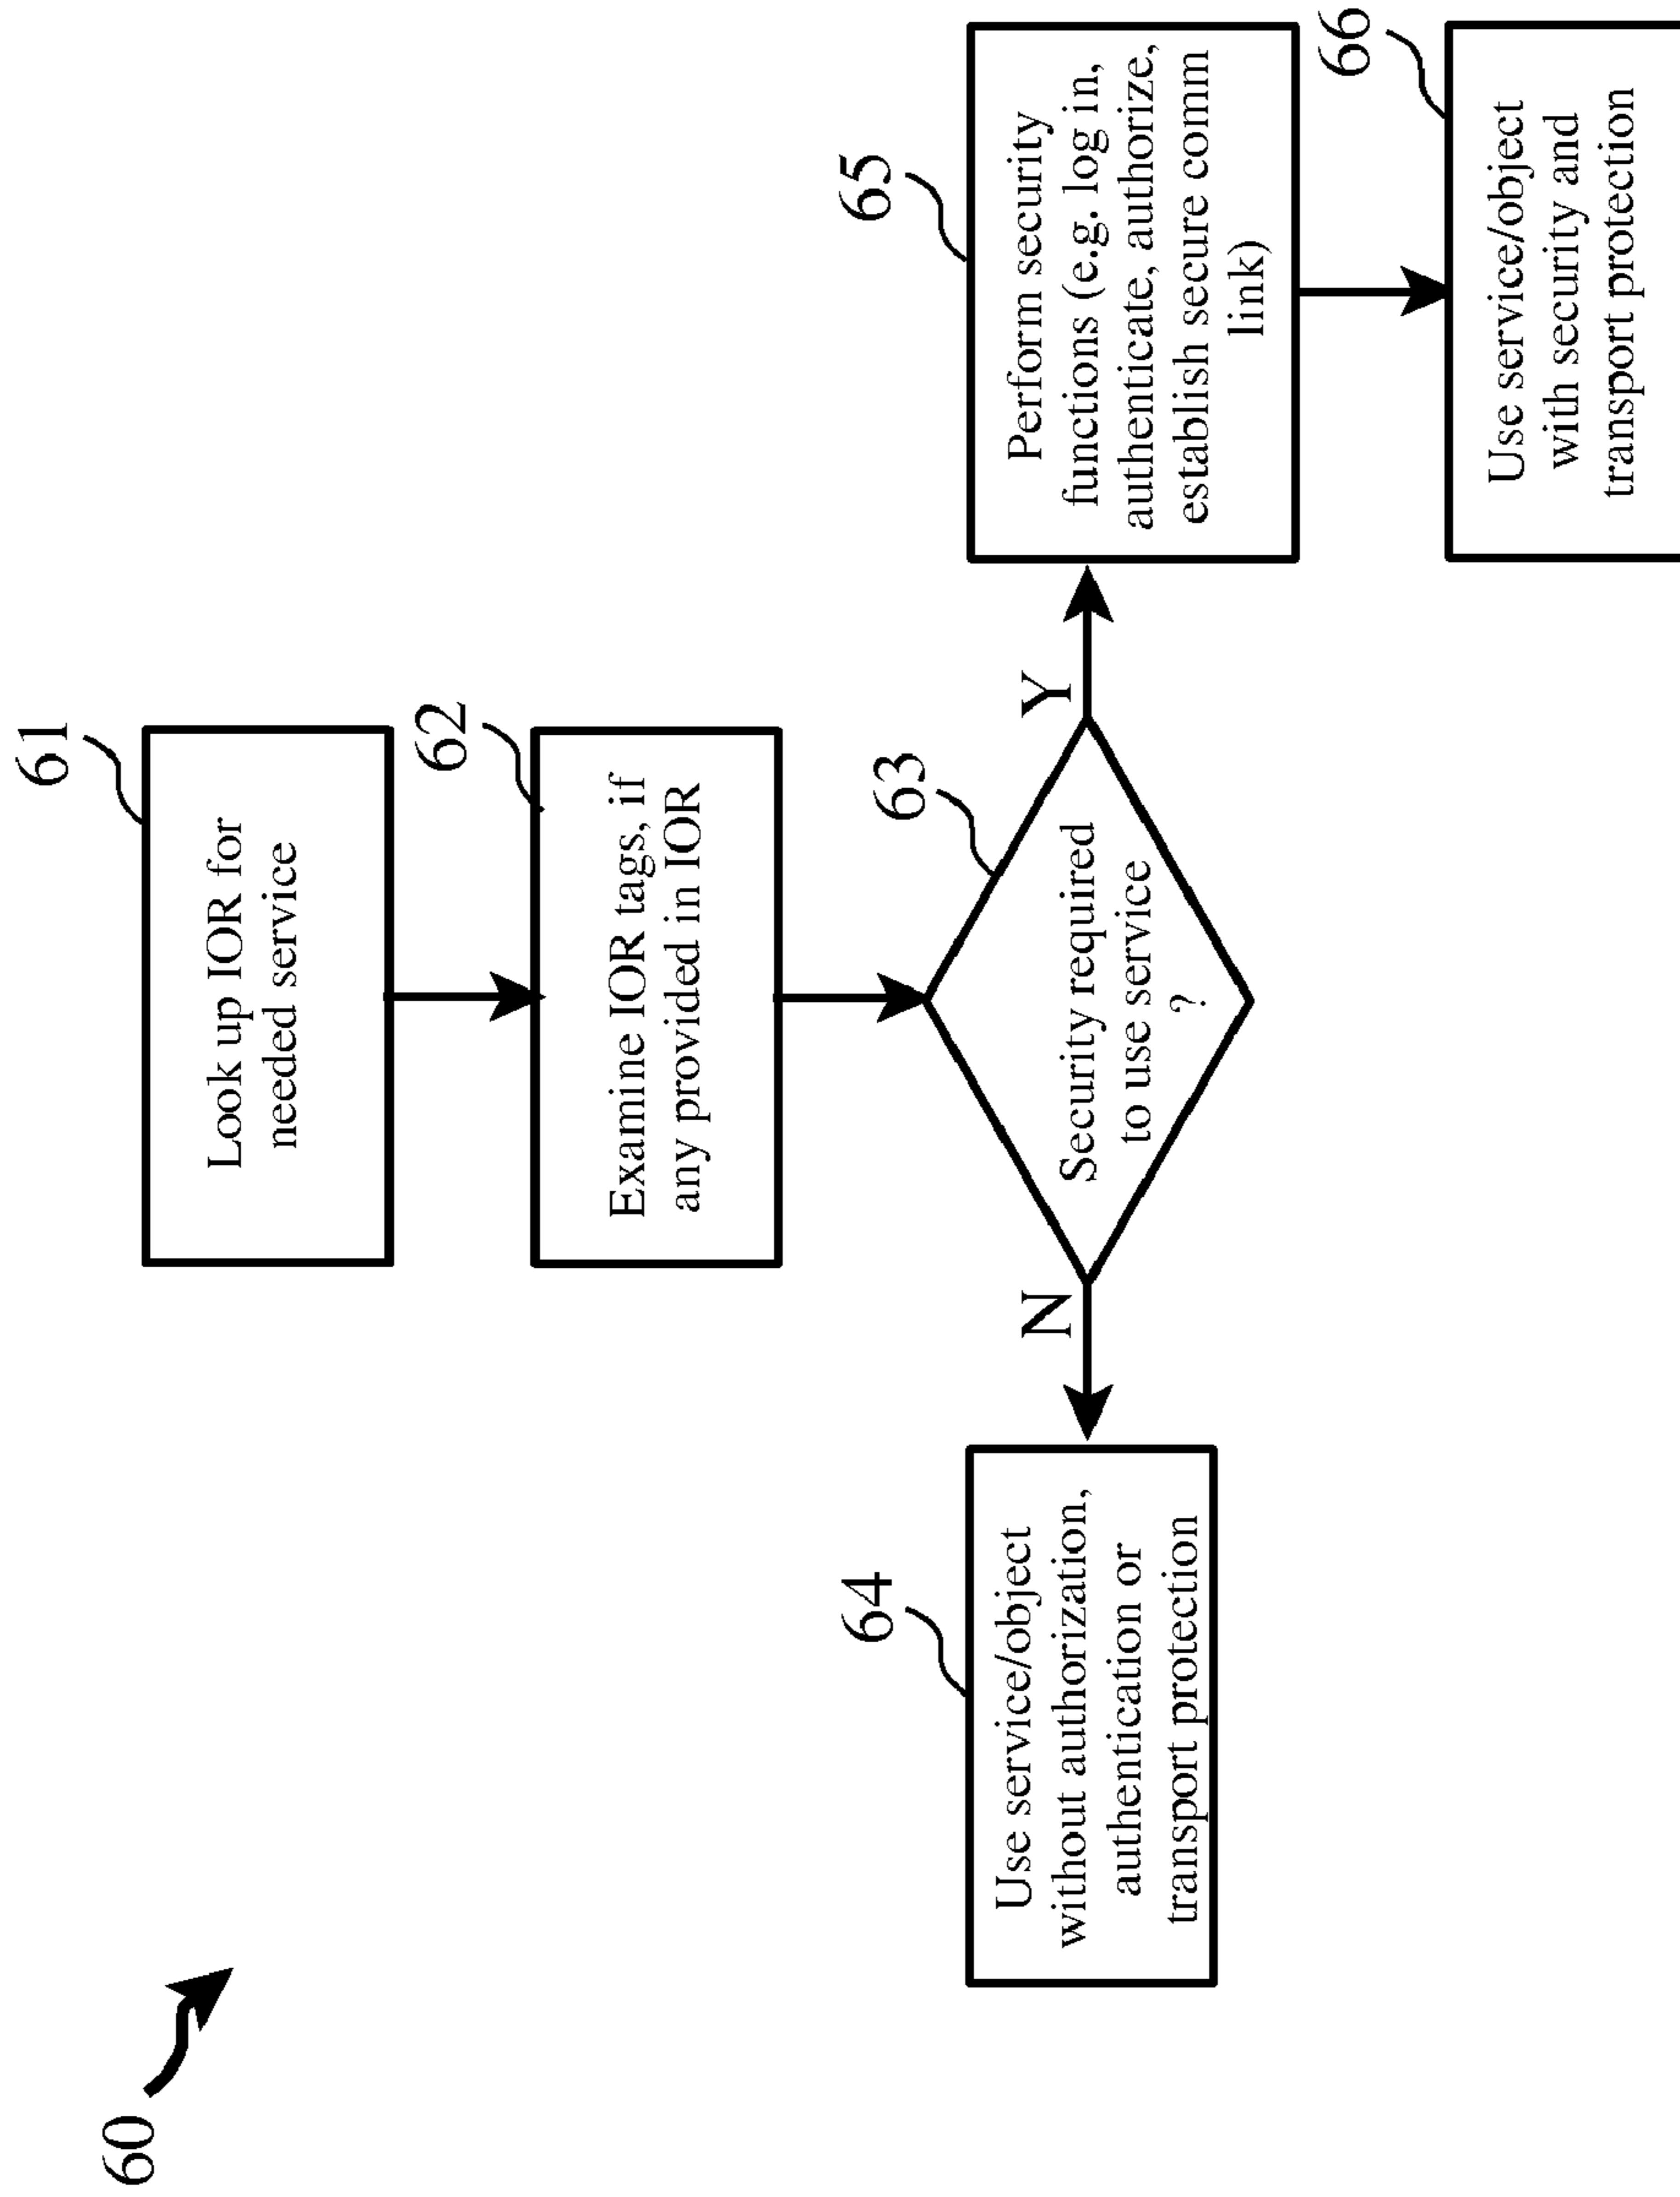 60
61
Look up IOR for
needed service
62
Examine IOR tags, if
any provided in IOR
63
Security required
to use service
?
N
Y
64
Use service/object
without authorization,
authentication or
transport protection
65
Perform security
functions (e.g. log in,
authenticate, authorize,
establish secure comm
link)
66
Use service/object
with security and
transport protection